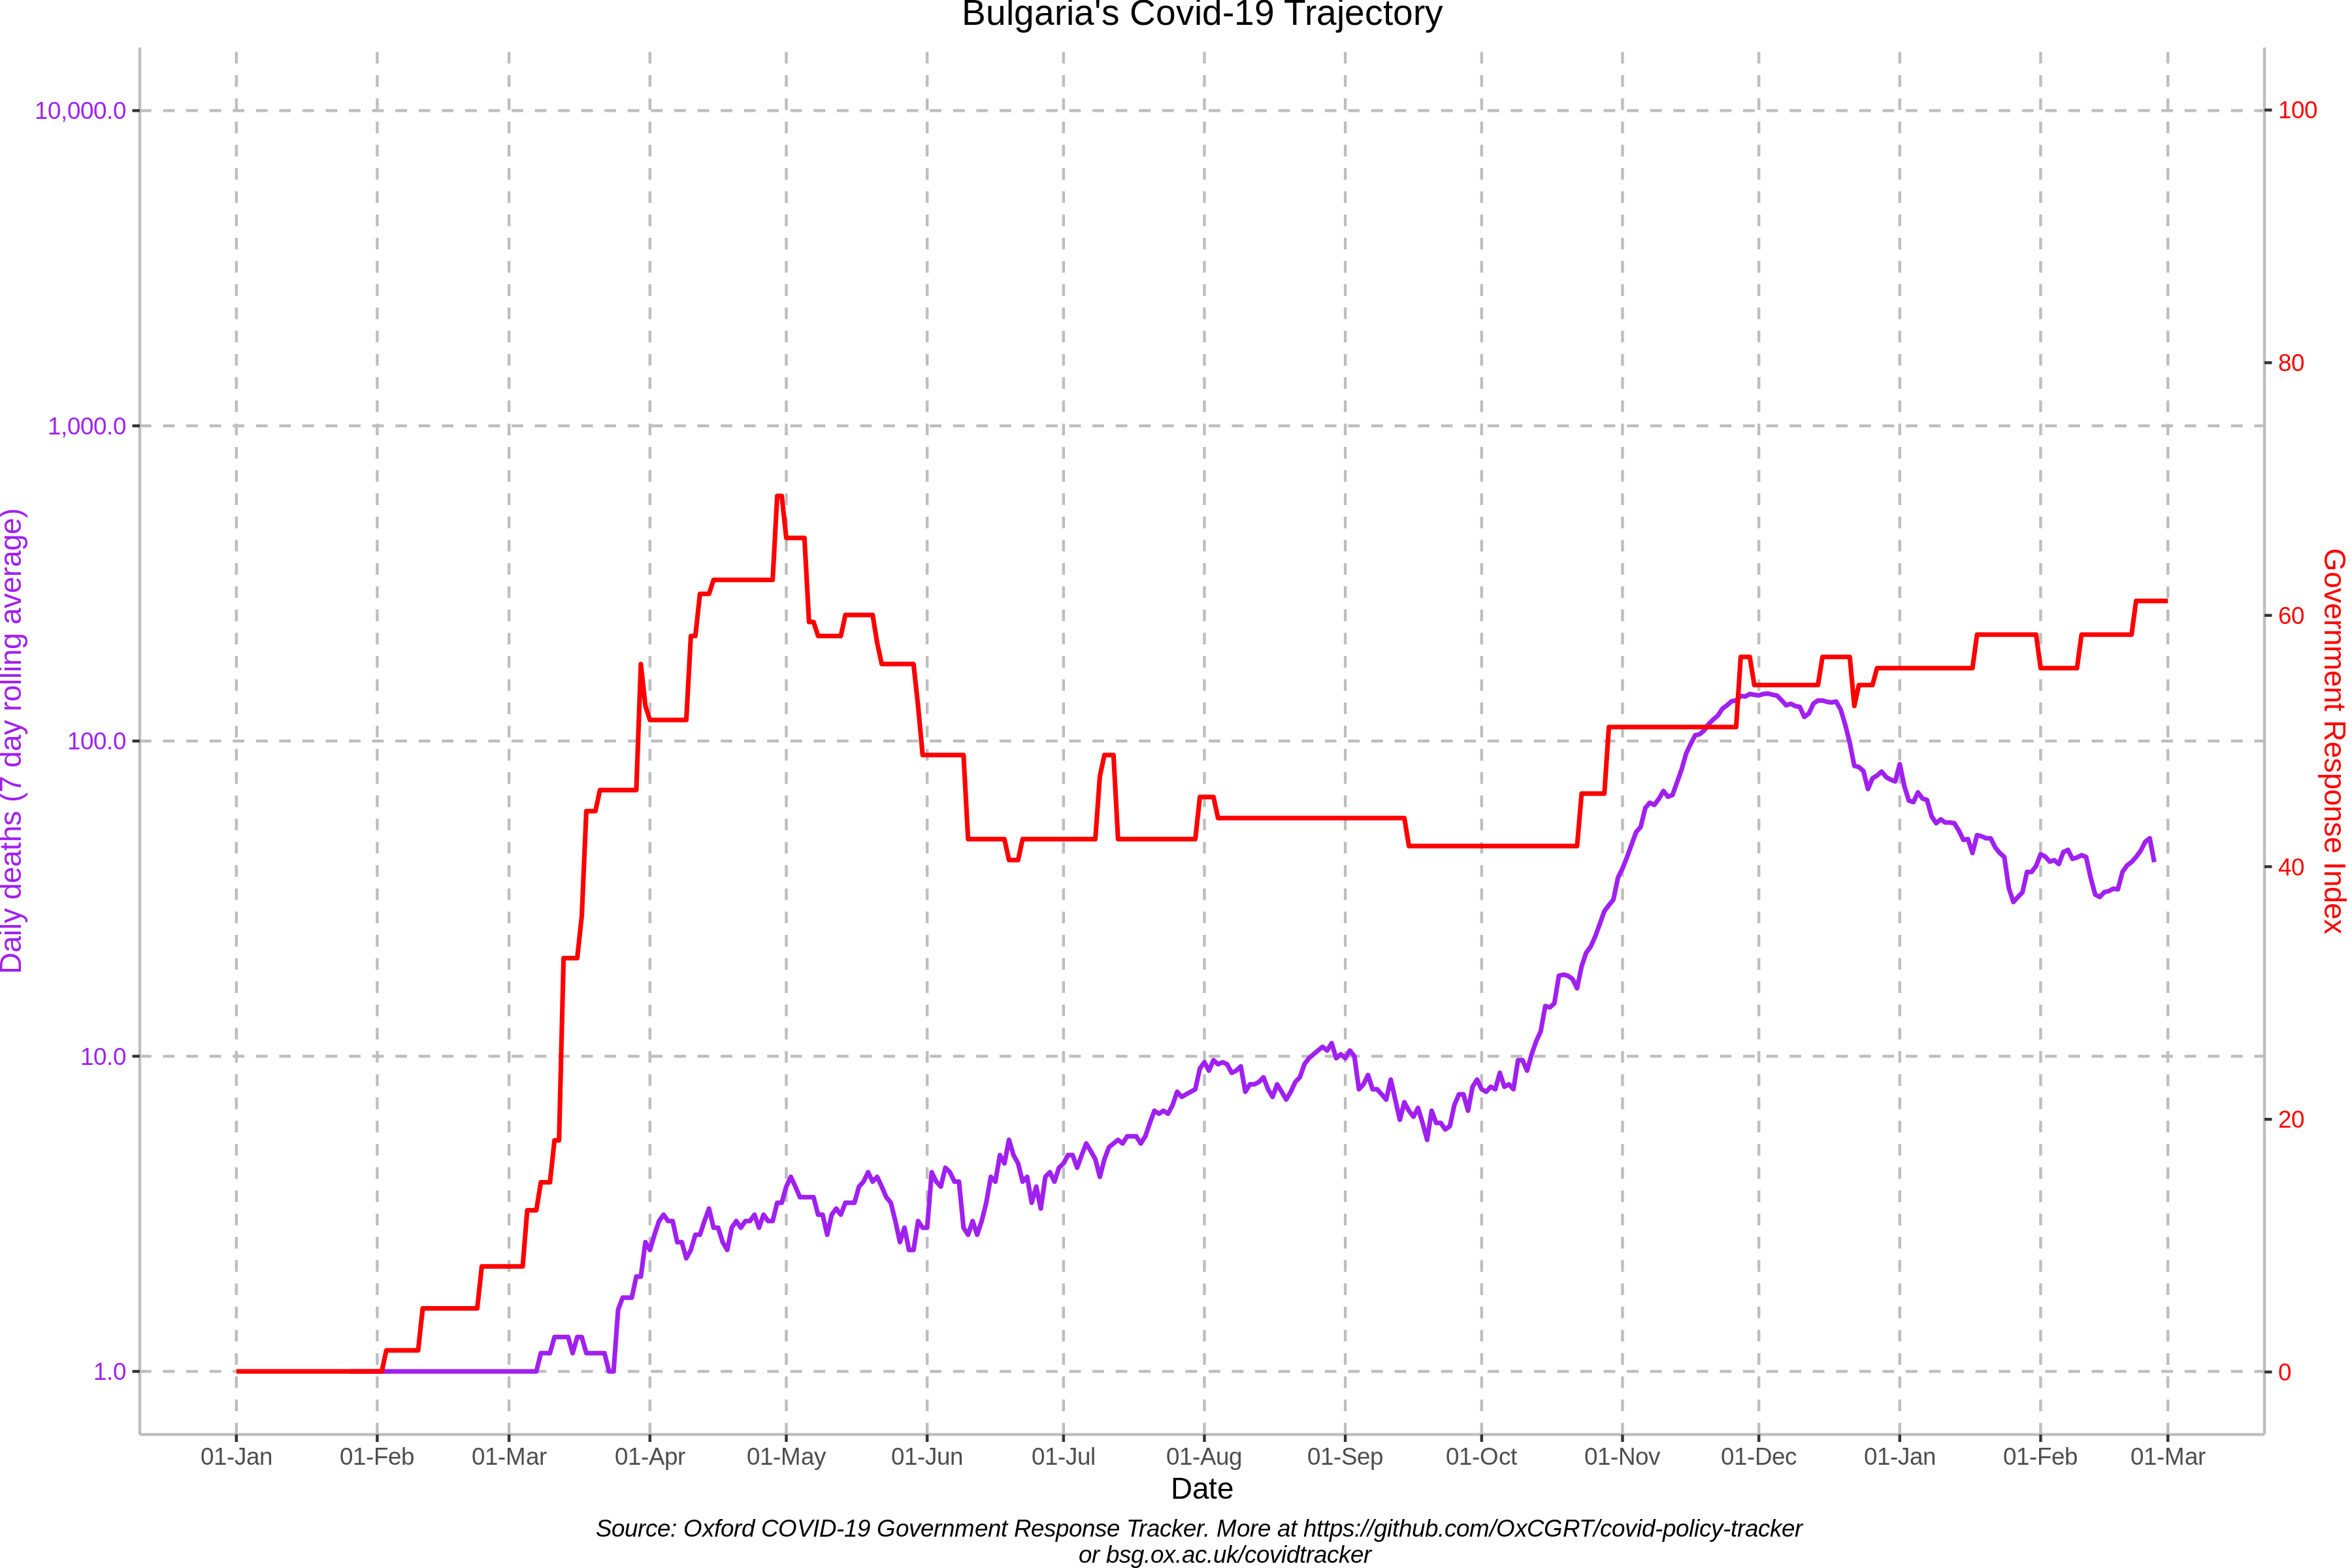 Bulgaria's Covid-19 Trajectory
Daily deaths (7 day rolling average)
10,000.0
1,000.0
100.0
10.0
1.0
100
80
60
40
20
0
Government Response Index
01-Jan 01-Feb 01-Mar 01-Apr 01-May 01-Jun 01-Jul 01-Aug 01-Sep 01-Oct 01-Nov 01-Dec 01-Jan 01-Feb 01-Mar
Date
Source: Oxford COVID-19 Government Response Tracker. More at https://github.com/OxCGRT/covid-policy-tracker
or bsg.ox.ac.uk/covidtracker